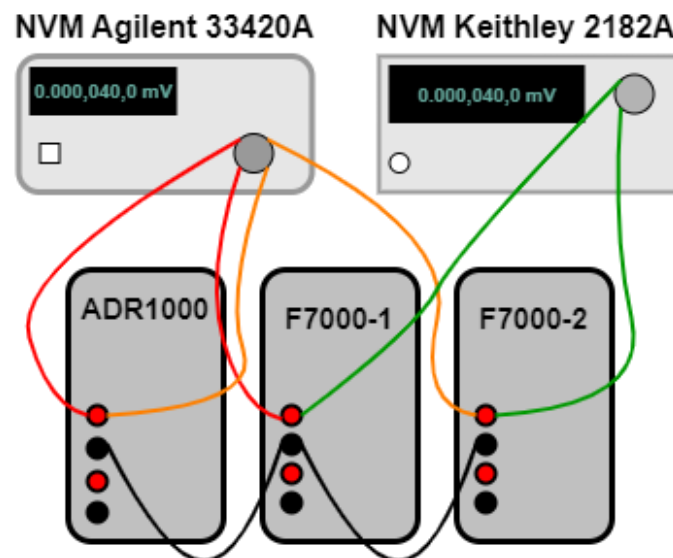 NVM Agilent 33420A
NVM Keithley 2182A
0.000,040,0 mV
0.000,040,0 mV
ADR1000
F7000-1
F7000-2